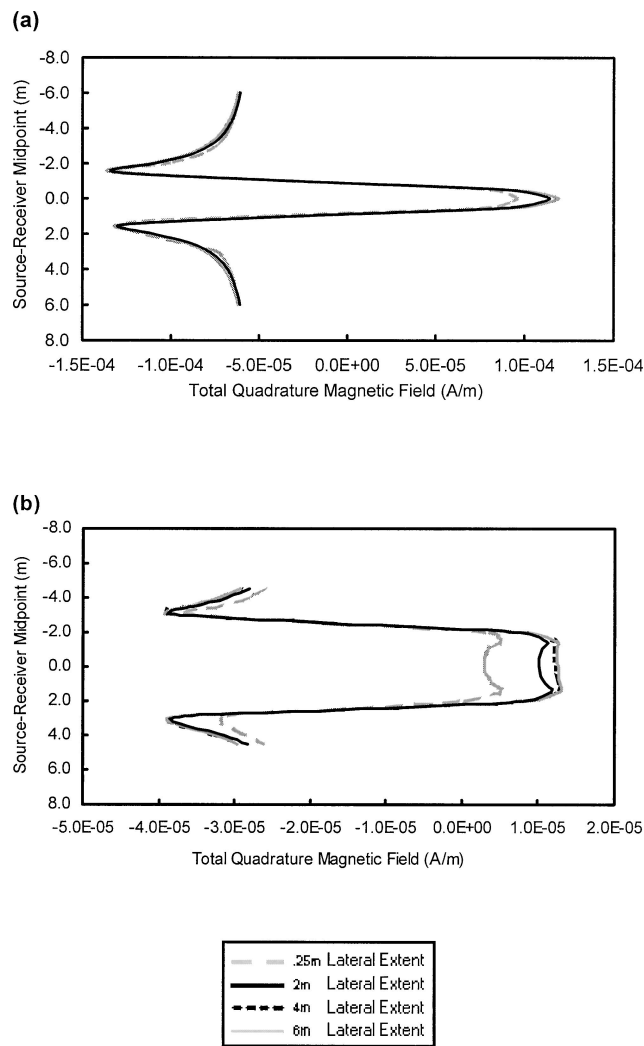 (a)
-8.0
-6.0
-4.0
-2.0
0.0
2.0
4.0
6.0
8.0
Source-Receiver Midpoint (m)
-1.5E-04 -1.0E-04 -5.0E-05 0.0E+00 5.0E-05 1.0E-04 1.5E-04
Total Quadrature Magnetic Field (A/m)
(b)
-8.0
-6.0
-4.0
-2.0
0.0
2.0
4.0
6.0
8.0
Source-Receiver Midpoint (m)
-5.0E-05 -4.0E-05 -3.0E-05 -2.0E-05 -1.0E-05 0.0E+00 1.0E-05 2.0E-05
Total Quadrature Magnetic Field (A/m)
.25m Lateral Extent
2m Lateral Extent
4m Lateral Extent
6m Lateral Extent